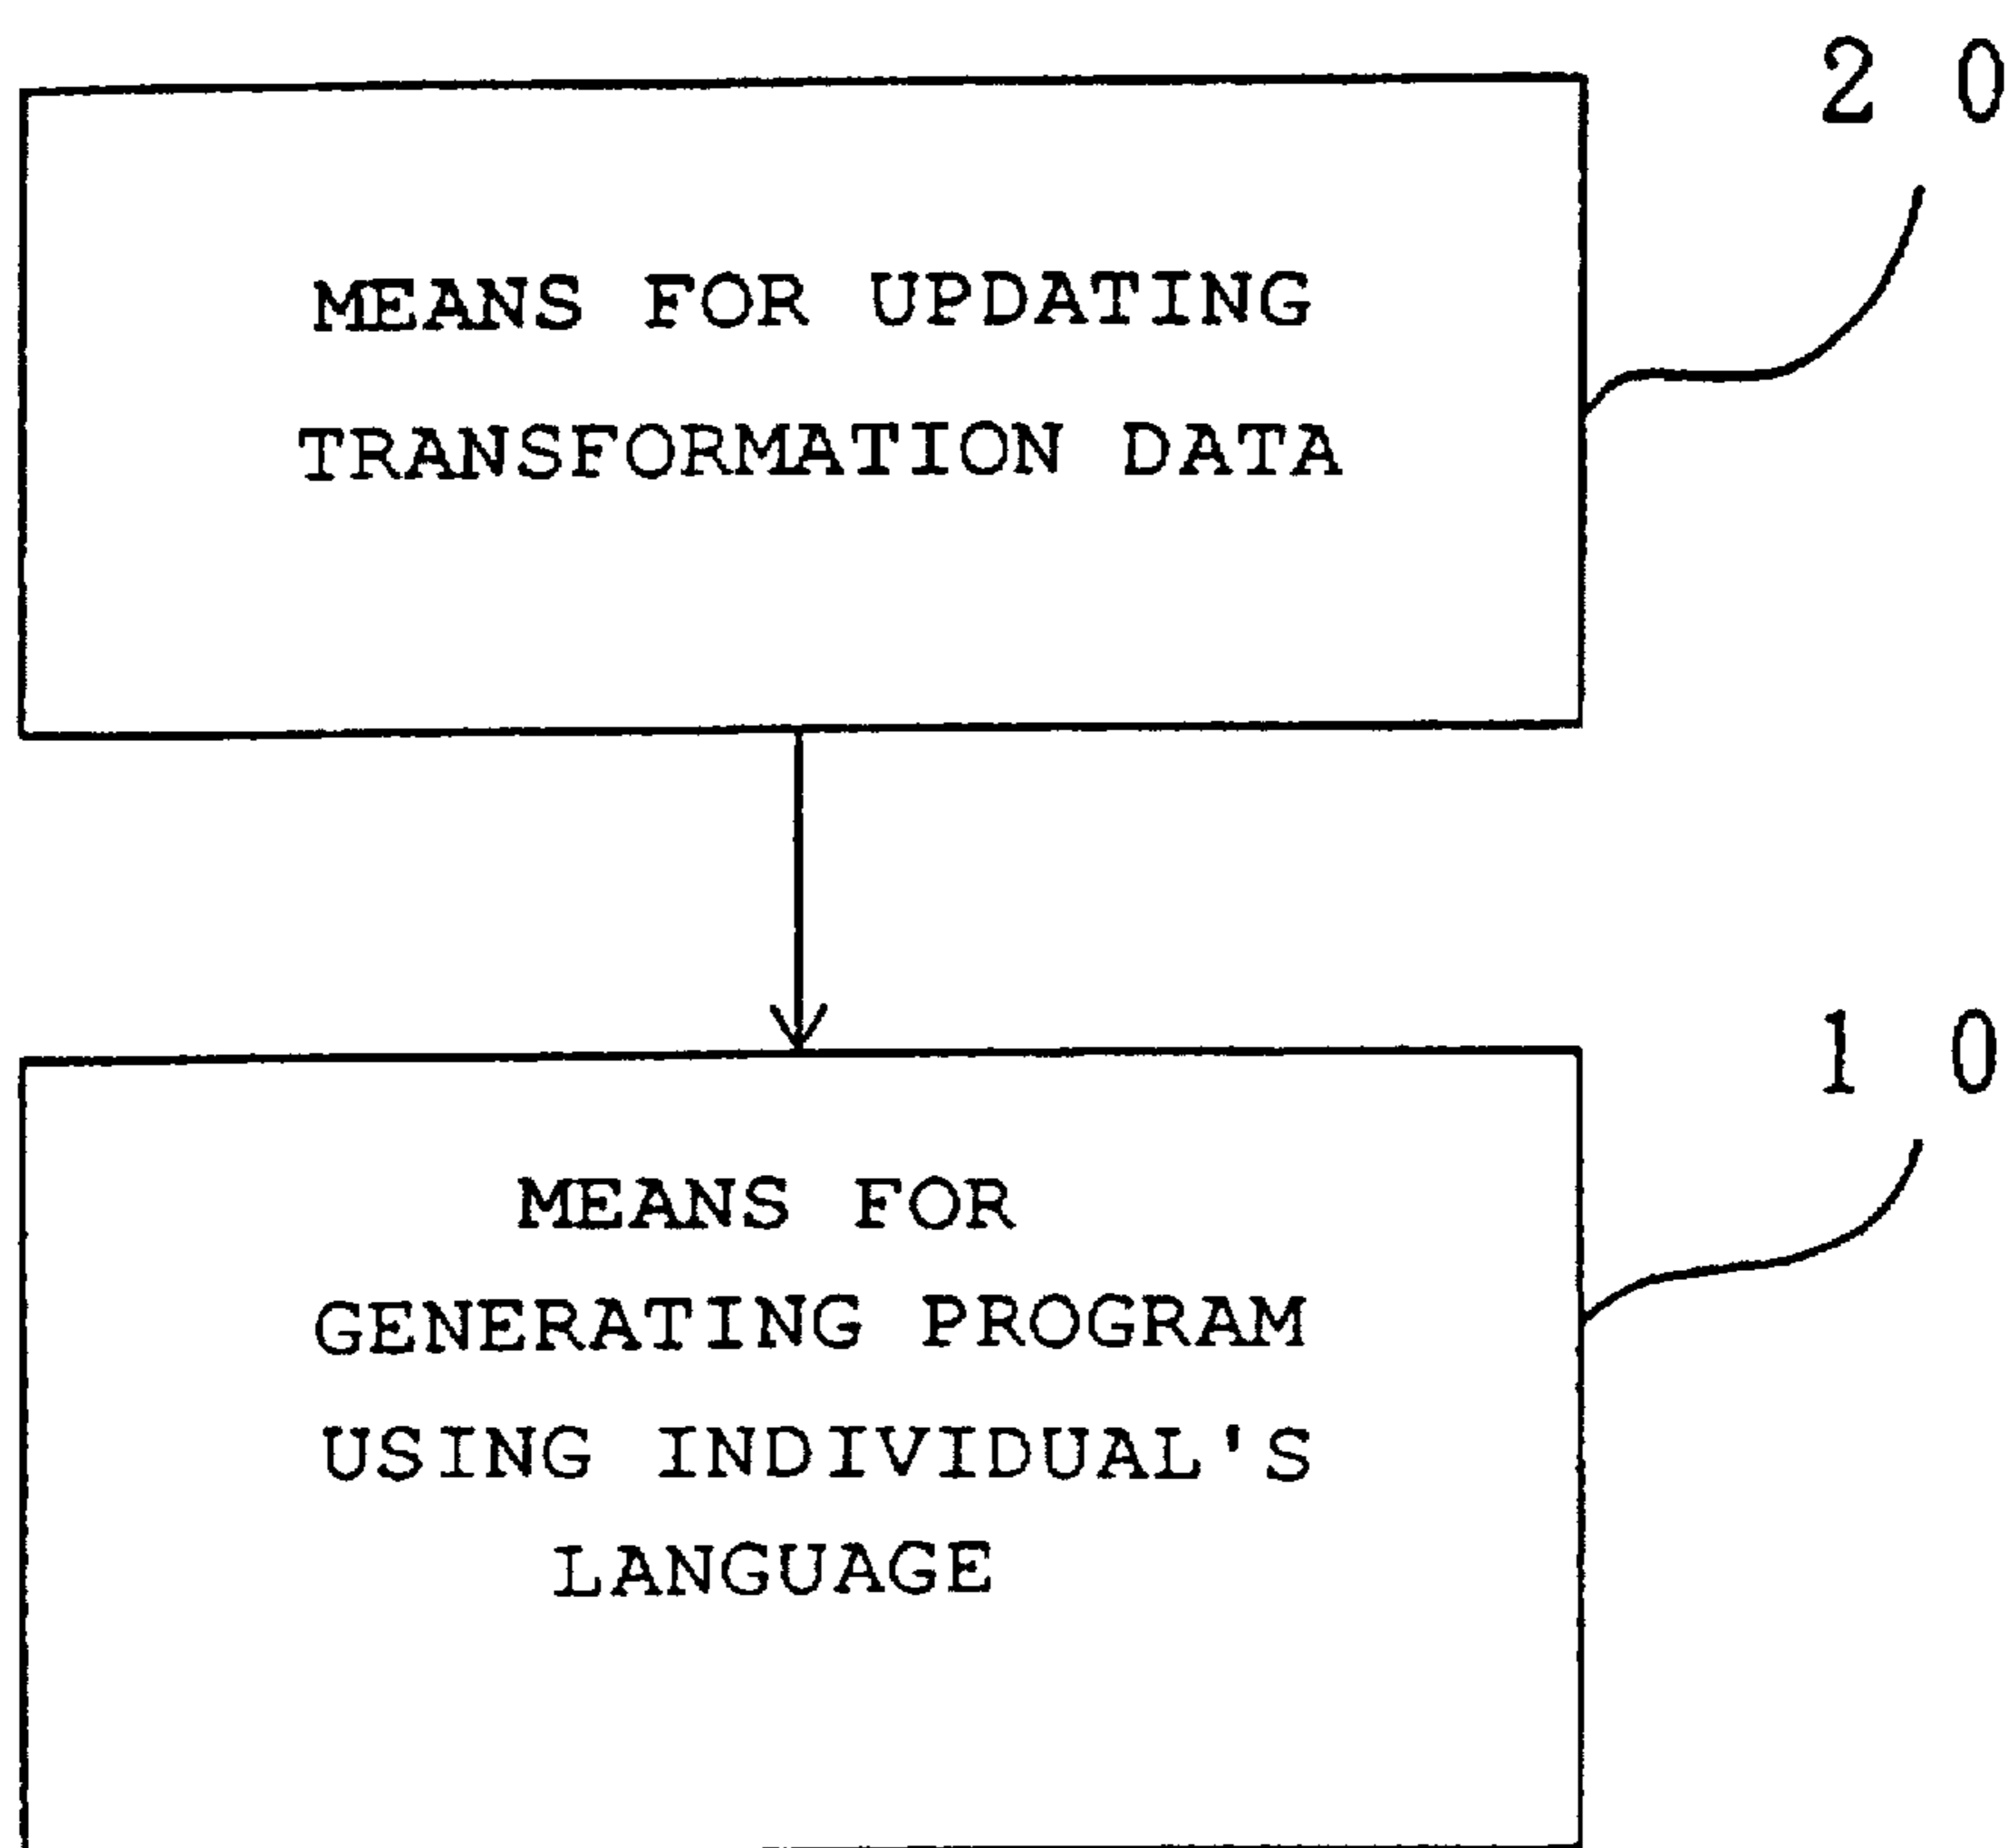 2 0
MEANS FOR UPDATING
TRANSFORMATION DATA
1 0
MEANS FOR
GENERATING PROGRAM
USING INDIVIDUAL'S
LANGUAGE